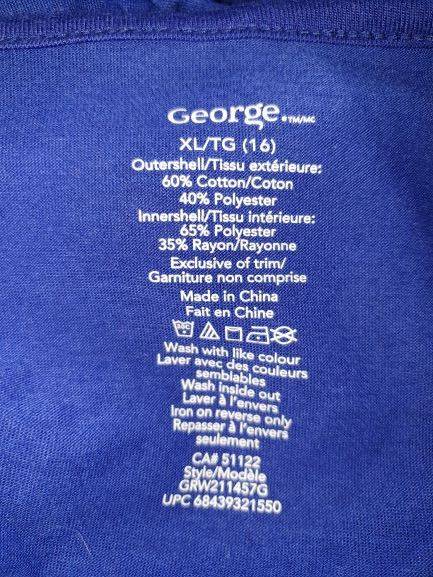 George.™/MC
XL/TG (16)
Outershell/Tissu extérieure:
60% Cotton/Coton
40% Polyester
Innershell/Tissu intérieure:
65% Polyester
35% Rayon/Rayonne
Exclusive of trim/
Garniture non comprise
Made in China
Fait en Chine
Wash with like colour
Laver avec des couleurs
semblables
Wash inside out
Laver à l'envers
Iron on reverse only
Repasser à l'envers
seulement
CA# 51122
Style/Modèle
GRW211457G
UPC 68439321550